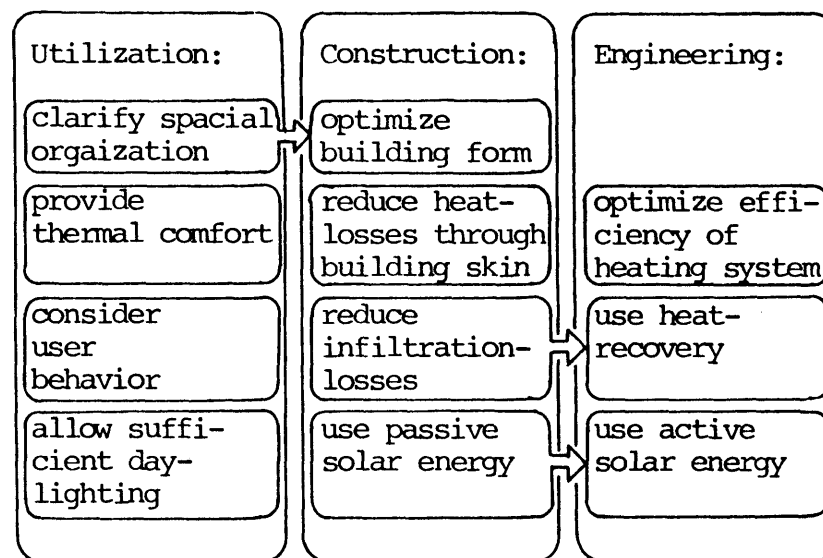 Utilization:
clarify spacial
orgaization
provide
thermal comfort
consider
user
behavior
allow suffi-
cient day-
lighting
Construction:
optimize
building form
reduce heat-
losses through
building skin
reduce
infiltration-
losses
use passive
solar energy
Engineering:
optimize effi-
ciency of
heating system
use heat-
recovery
use active
solar energy